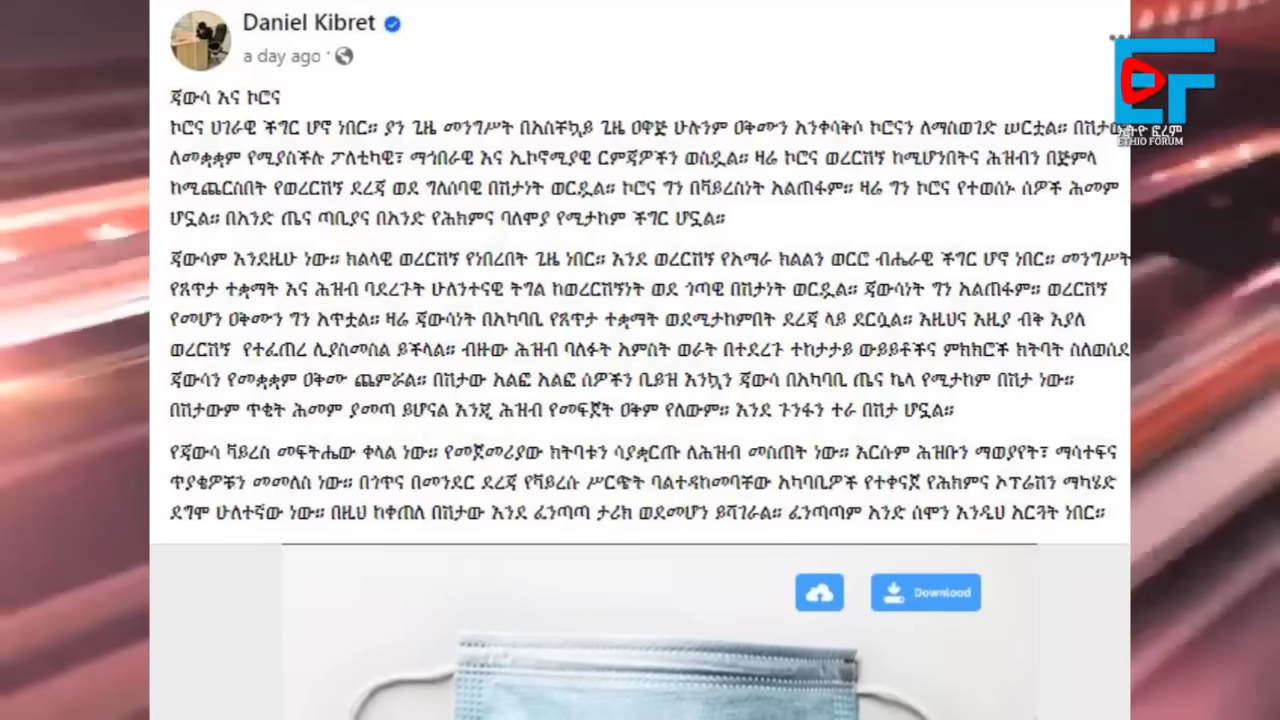 Daniel Kibret
a day ago ·
ጃውሳ እና ኮሮና
ኮሮና ሀገራዊ ችግር ሆኖ ነበር። ያን ጊዜ መንግሥት በአስቸኳይ ጊዜ ዐዋጅ ሁሉንም ዐቅሙን አንቀሳቅሶ ኮሮናን ለማስወገድ ሠርቷል። በሽታው
ለመቋቋም የሚያስችሉ ፖለቲካዊ፣ ማኅበራዊ እና ኢኮኖሚያዊ ርምጃዎችን ወስዷል። ዛሬ ኮሮና ወረርሽኝ ከሚሆንበትና ሕዝብን በጅምላ
ከሚጨርስበት የወረርሽኝ ደረጃ ወደ ግለሰባዊ በሽታነት ወርዷል። ኮሮና ግን በቫይረስነት አልጠፋም። ዛሬ ግን ኮሮና የተወሰኑ ሰዎች ሕመም
ሆኗል። በአንድ ጤና ጣቢያና በአንድ የሕክምና ባለሞያ የሚታከም ችግር ሆኗል።
ጃውሳም እንደዚሁ ነው። ክልላዊ ወረርሽኝ የነበረበት ጊዜ ነበር። እንደ ወረርሽኝ የአማራ ክልልን ወርሮ ብሔራዊ ችግር ሆኖ ነበር። መንግሥት
የጸጥታ ተቋማት እና ሕዝብ ባደረጉት ሁለንተናዊ ትግል ከወረርሽኝነት ወደ ጎጣዊ በሽታነት ወርዷል። ጃውሳነት ግን አልጠፋም። ወረርሽኝ
የመሆን ዐቅሙን ግን አጥቷል። ዛሬ ጃውሳነት በአካባቢ የጸጥታ ተቋማት ወደሚታከምበት ደረጃ ላይ ደርሷል። እዚህና እዚያ ብቅ እያለ
ወረርሽኝ የተፈጠረ ሊያስመስል ይችላል። ብዙው ሕዝብ ባለፉት አምስት ወራት በተደረጉ ተከታታይ ውይይቶችና ምክክሮች ክትባት ስለወሰደ
ጃውሳን የመቋቋም ዐቅሙ ጨምሯል። በሽታው አልፎ አልፎ ሰዎችን ቢይዝ እንኳን ጃውሳ በአካባቢ ጤና ኬላ የሚታከም በሽታ ነው።
በሽታውም ጥቂት ሕመም ያመጣ ይሆናል እንጂ ሕዝብ የመፍጀት ዐቅም የለውም። እንደ ጉንፋን ተራ በሽታ ሆኗል።
የጃውሳ ቫይረስ መፍትሔው ቀላል ነው። የመጀመሪያው ክትባቱን ሳያቋርጡ ለሕዝብ መስጠት ነው። እርሱም ሕዝቡን ማወያየት፣ ማሳተፍና
ጥያቄዎቹን መመለስ ነው። በጎጥና በመንደር ደረጃ የቫይረሱ ሥርጭት ባልተዳከመባቸው አካባቢዎች የተቀናጀ የሕክምና ኦፕሬሽን ማካሄድ
ደግሞ ሁለተኛው ነው። በዚህ ከቀጠለ በሽታው እንደ ፈንጣጣ ታሪክ ወደመሆን ይሻገራል። ፈንጣጣም አንድ ሰሞን እንዲህ አርጓት ነበር።
Download
ኢትዮ ፎረም
ETHIO FORUM